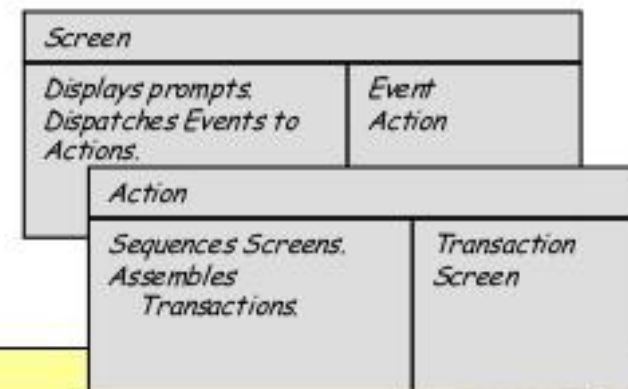 Screen
Displays prompts.
Dispatches Events to
Actions.
Event
Action
Action
Sequences Screens.
Assembles
Transactions.
Transaction
Screen